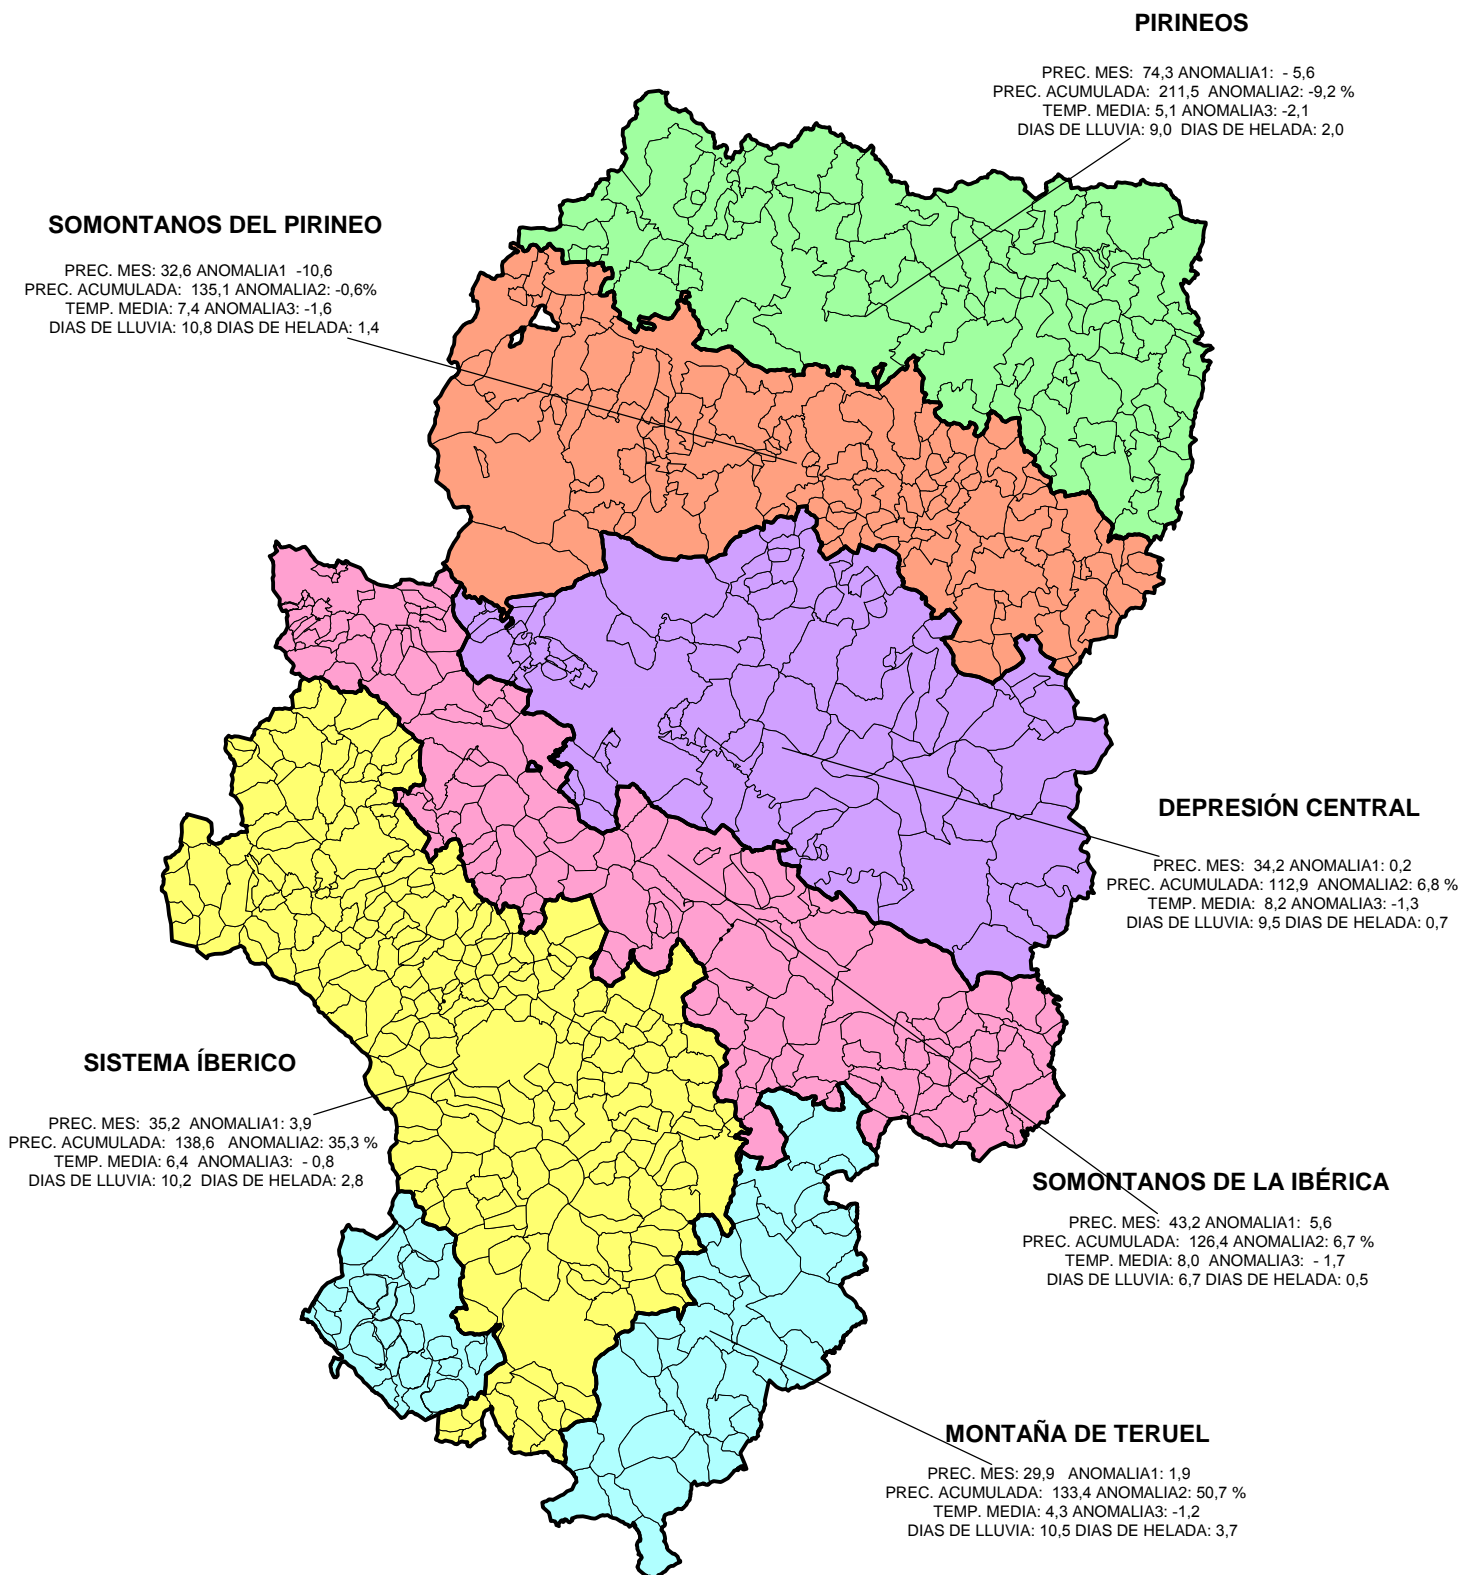 PIRINEOS
PREC. MES: 74,3 ANOMALIA1: - 5,6
PREC. ACUMULADA: 211,5 ANOMALIA2: -9,2 %
TEMP. MEDIA: 5,1 ANOMALIA3: -2,1
DIAS DE LLUVIA: 9,0 DIAS DE HELADA: 2,0
SOMONTANOS DEL PIRINEO
PREC. MES: 32,6 ANOMALIA1 -10,6
PREC. ACUMULADA: 135,1 ANOMALIA2: -0,6%
TEMP. MEDIA: 7,4 ANOMALIA3: -1,6
DIAS DE LLUVIA: 10,8 DIAS DE HELADA: 1,4
DEPRESIÓN CENTRAL
PREC. MES: 34,2 ANOMALIA1: 0,2
PREC. ACUMULADA: 112,9 ANOMALIA2: 6,8 %
TEMP. MEDIA: 8,2 ANOMALIA3: -1,3
DIAS DE LLUVIA: 9,5 DIAS DE HELADA: 0,7
SISTEMA ÍBERICO
PREC. MES: 35,2 ANOMALIA1: 3,9
PREC. ACUMULADA: 138,6 ANOMALIA2: 35,3 %
TEMP. MEDIA: 6,4 ANOMALIA3: - 0,8
DIAS DE LLUVIA: 10,2 DIAS DE HELADA: 2,8
SOMONTANOS DE LA IBÉRICA
PREC. MES: 43,2 ANOMALIA1: 5,6
PREC. ACUMULADA: 126,4 ANOMALIA2: 6,7 %
TEMP. MEDIA: 8,0 ANOMALIA3: - 1,7
DIAS DE LLUVIA: 6,7 DIAS DE HELADA: 0,5
MONTAÑA DE TERUEL
PREC. MES: 29,9 ANOMALIA1: 1,9
PREC. ACUMULADA: 133,4 ANOMALIA2: 50,7 %
TEMP. MEDIA: 4,3 ANOMALIA3: -1,2
DIAS DE LLUVIA: 10,5 DIAS DE HELADA: 3,7